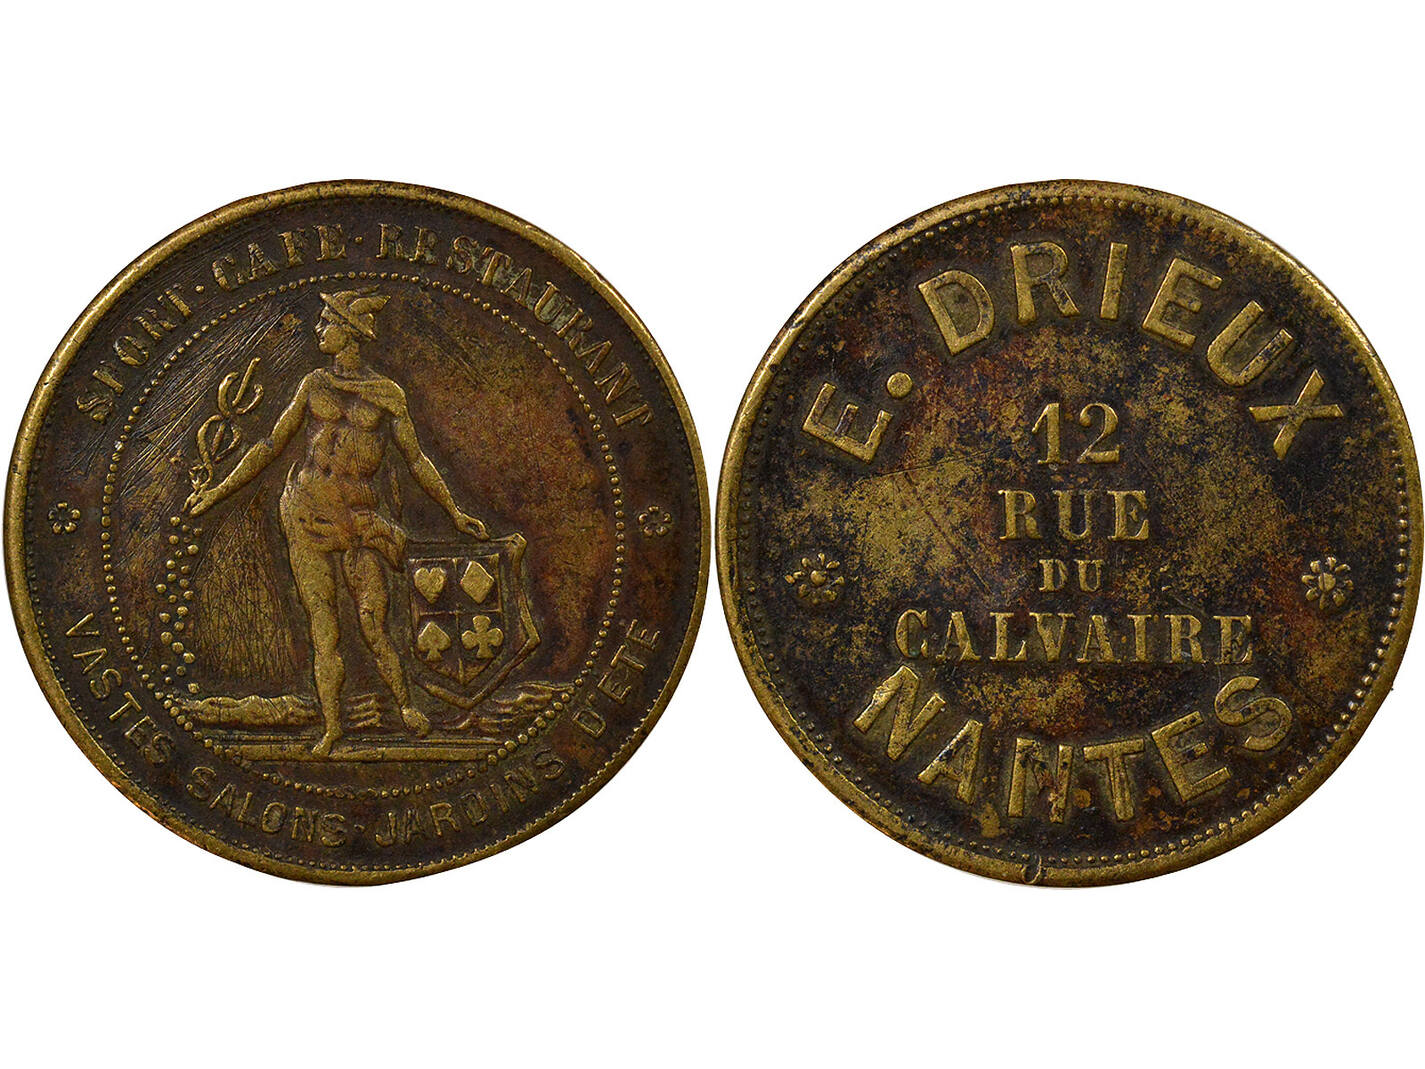 SPORT · CAFE · RESTAURANT
VASTES SALONS · JARDINS D'ETE
E. DRIEUX
12
RUE
DU
CALVAIRE
NANTES